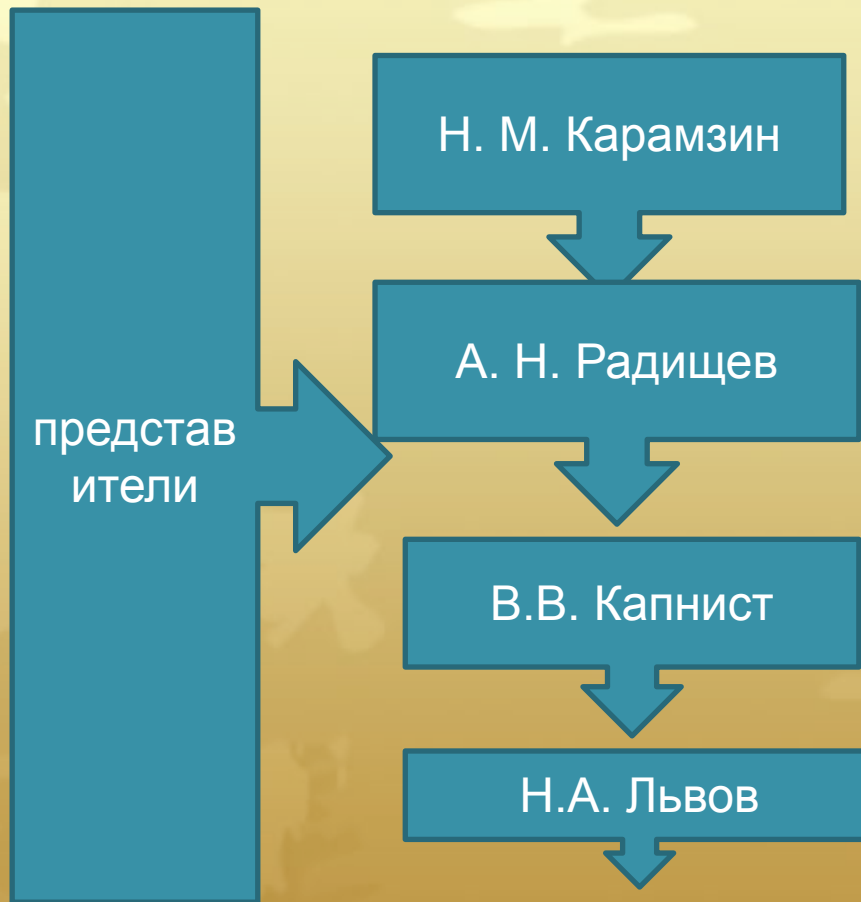 представ
ители
Н. М. Карамзин
А. Н. Радищев
В.В. Капнист
Н.А. Львов